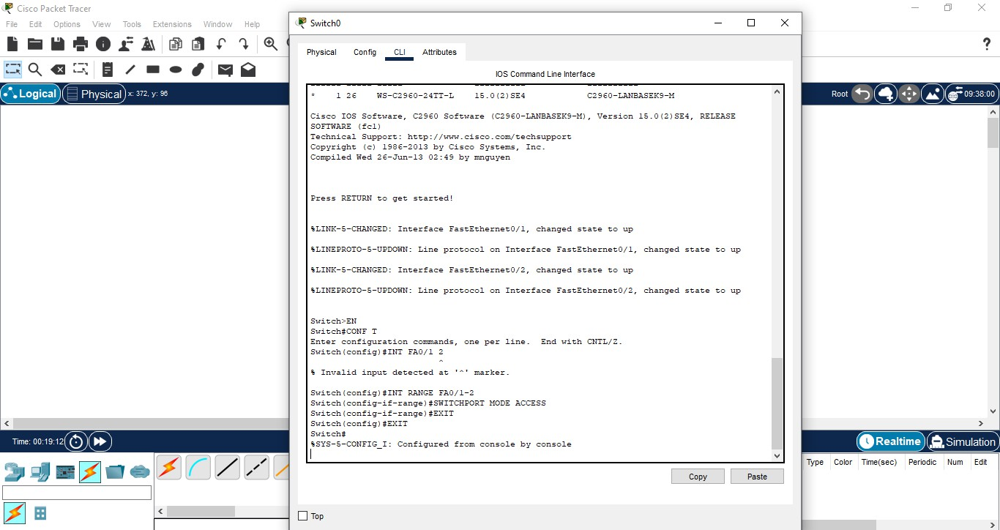 Cisco Packet Tracer
File Edit Options View Tools Extensions Window Help
?
Logical Physical x: 372, y: 96
Root 09:38:00
Switch0
Physical Config CLI Attributes
IOS Command Line Interface
* 1 26 WS-C2960-24TT-L 15.0(2)SE4 C2960-LANBASEK9-M
Cisco IOS Software, C2960 Software (C2960-LANBASEK9-M), Version 15.0(2)SE4, RELEASE
SOFTWARE (fc1)
Technical Support: http://www.cisco.com/techsupport
Copyright (c) 1986-2013 by Cisco Systems, Inc.
Compiled Wed 26-Jun-13 02:49 by mnguyen
Press RETURN to get started!
%LINK-5-CHANGED: Interface FastEthernet0/1, changed state to up
%LINEPROTO-5-UPDOWN: Line protocol on Interface FastEthernet0/1, changed state to up
%LINK-5-CHANGED: Interface FastEthernet0/2, changed state to up
%LINEPROTO-5-UPDOWN: Line protocol on Interface FastEthernet0/2, changed state to up
Switch>EN
Switch#CONF T
Enter configuration commands, one per line. End with CNTL/Z.
Switch(config)#INT FA0/1 2
^
% Invalid input detected at '^' marker.
Switch(config)#INT RANGE FA0/1-2
Switch(config-if-range)#SWITCHPORT MODE ACCESS
Switch(config-if-range)#EXIT
Switch(config)#EXIT
Switch#
%SYS-5-CONFIG_I: Configured from console by console
Copy Paste
Top
Time: 00:19:12
Realtime Simulation
Type Color Time(sec) Periodic Num Edit